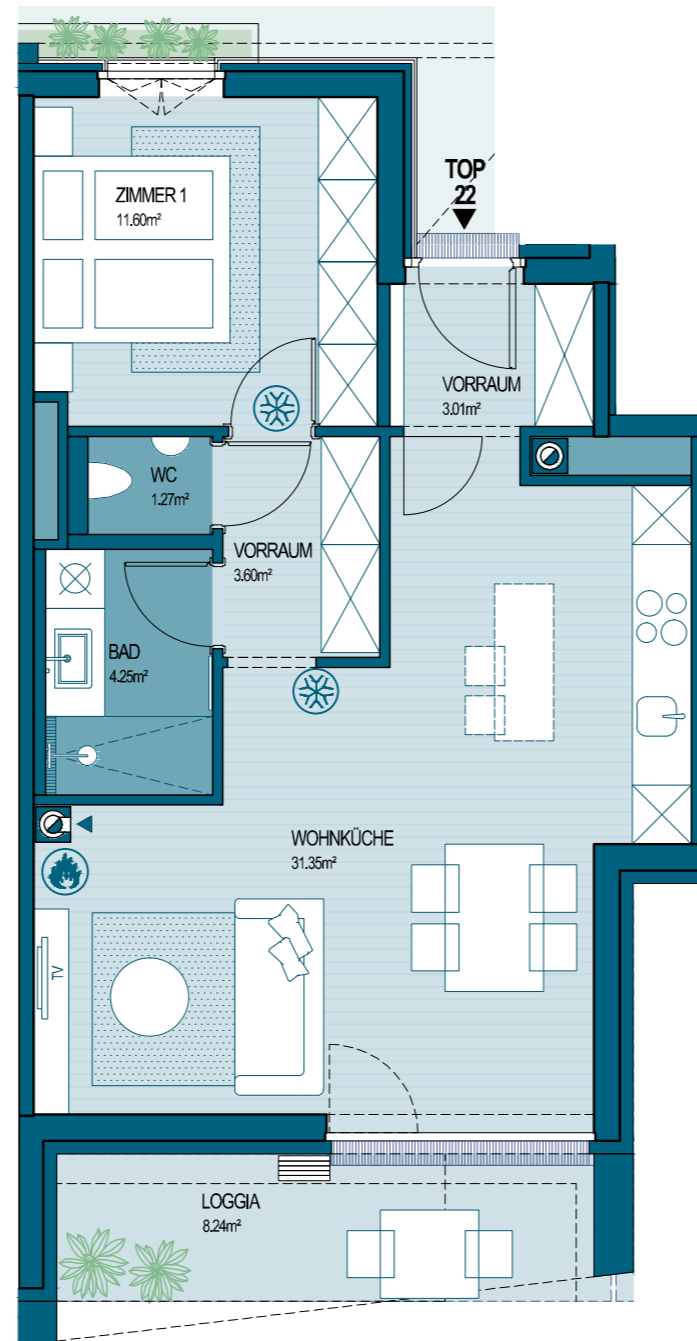 TOP
22
ZIMMER 1
11.60m²
VORRAUM
3.01m²
WC
1.27m²
VORRAUM
3.60m²
BAD
4.25m²
WOHNKÜCHE
31.35m²
TV
LOGGIA
8.24m²